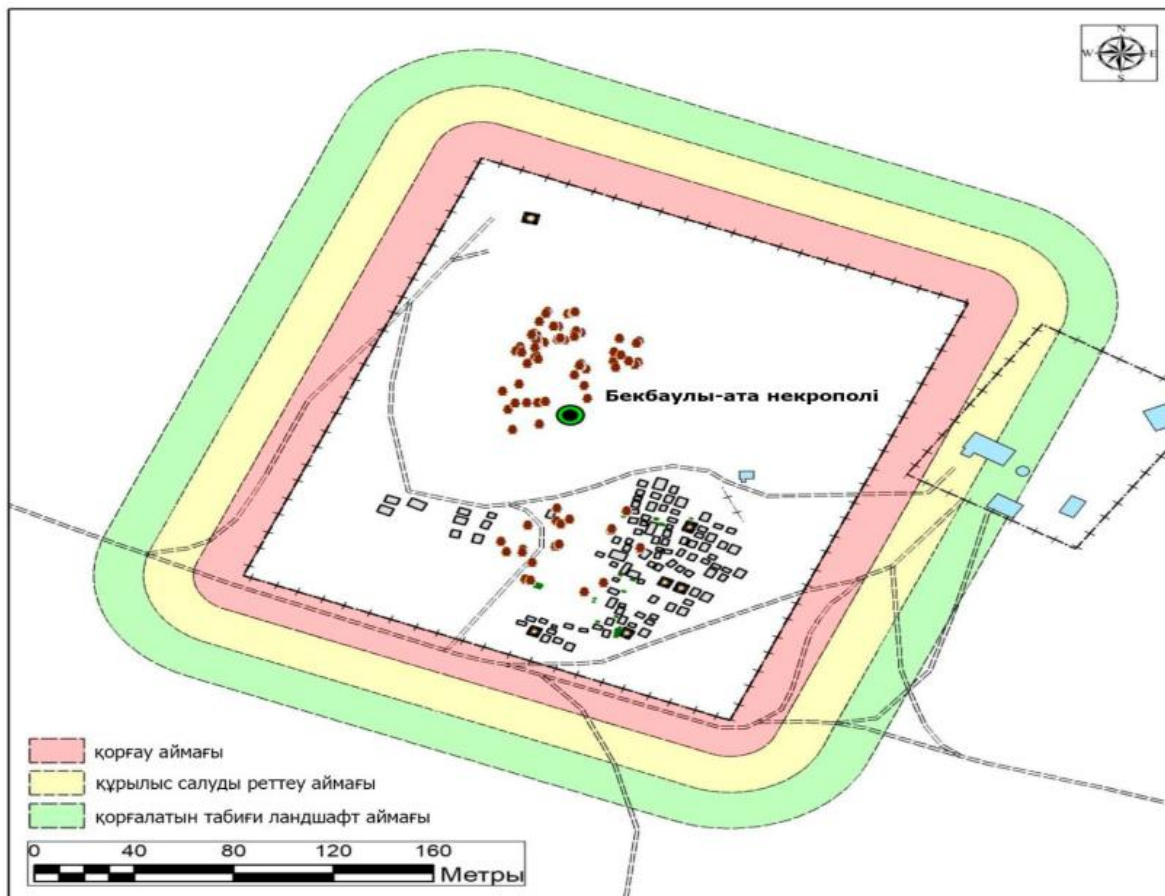 N
W E
S
Бекбаулы-ата некрополі
қорғау аймағы
құрылыс салуды реттеу аймағы
қорғалатын табиғи ландшафт аймағы
0 40 80 120 160
Метры